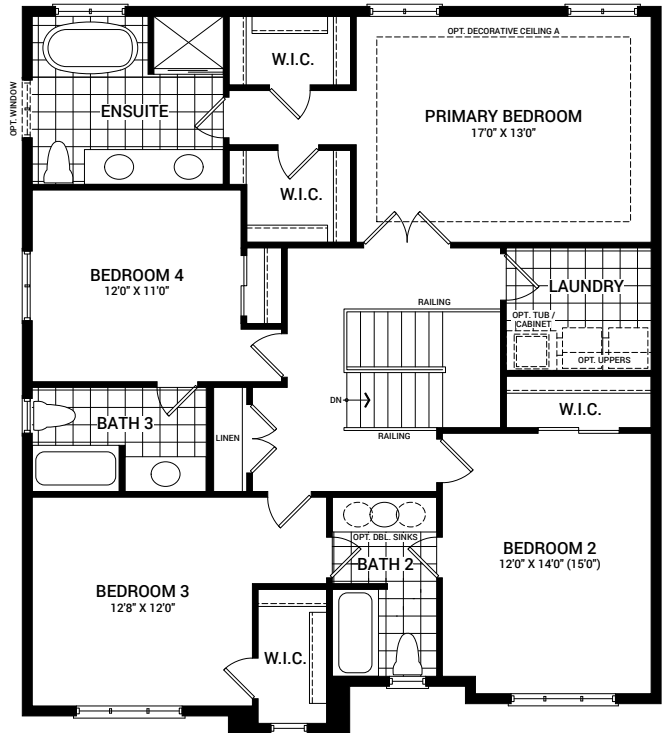 OPT. DECORATIVE CEILING A
W.I.C.
OPT. WINDOW
ENSUITE
PRIMARY BEDROOM
17'0" X 13'0"
W.I.C.
BEDROOM 4
12'0" X 11'0"
LAUNDRY
RAILING
OPT. TUB /
CABINET
OPT. UPPERS
DN
W.I.C.
BATH 3
LINEN
RAILING
OPT. DBL. SINKS
BATH 2
BEDROOM 2
12'0" X 14'0" (15'0")
BEDROOM 3
12'8" X 12'0"
W.I.C.